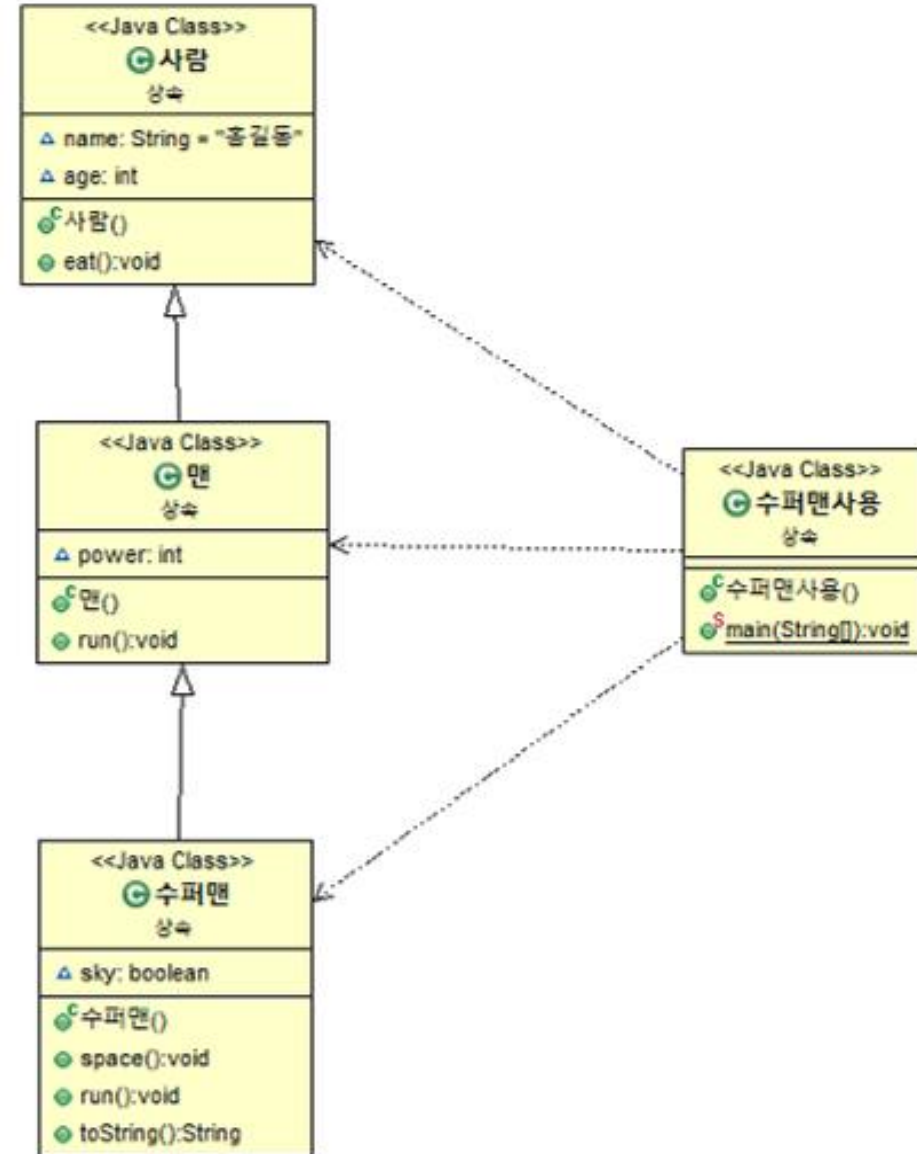 <<Java Class>>
사람
상속
name: String = "홍길동"
age: int
사람()
eat():void
<<Java Class>>
맨
상속
power: int
맨()
run():void
<<Java Class>>
수퍼맨사용
상속
수퍼맨사용()
main(String[]):void
<<Java Class>>
수퍼맨
상속
sky: boolean
수퍼맨()
space():void
run():void
toString():String